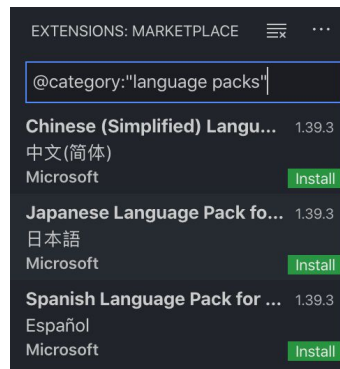 EXTENSIONS: MARKETPLACE
@category:"language packs"
Chinese (Simplified) Langu... 1.39.3
中文(简体)
Microsoft Install
Japanese Language Pack fo... 1.39.3
日本語
Microsoft Install
Spanish Language Pack for ... 1.39.3
Español
Microsoft Install